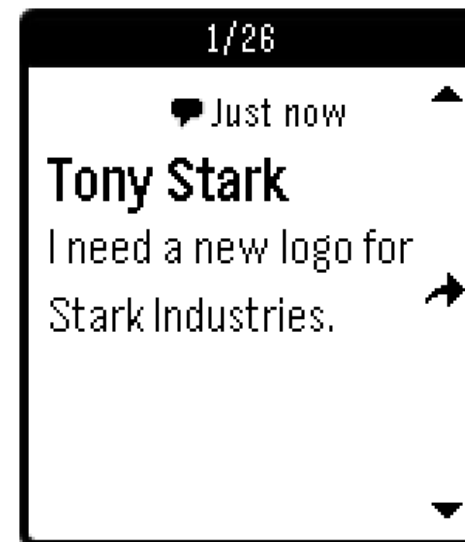 1/26
Just now
Tony Stark
I need a new logo for
Stark Industries.